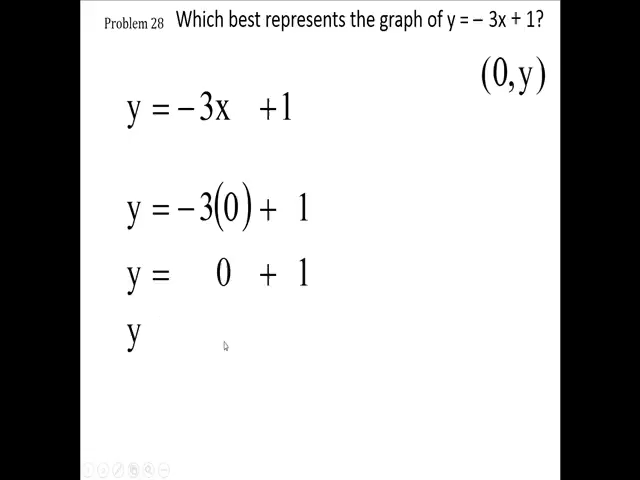 Problem 28 Which best represents the graph of y = – 3x + 1?
(0,y)
y = −3x +1
y = −3(0)+ 1
y = 0 + 1
y